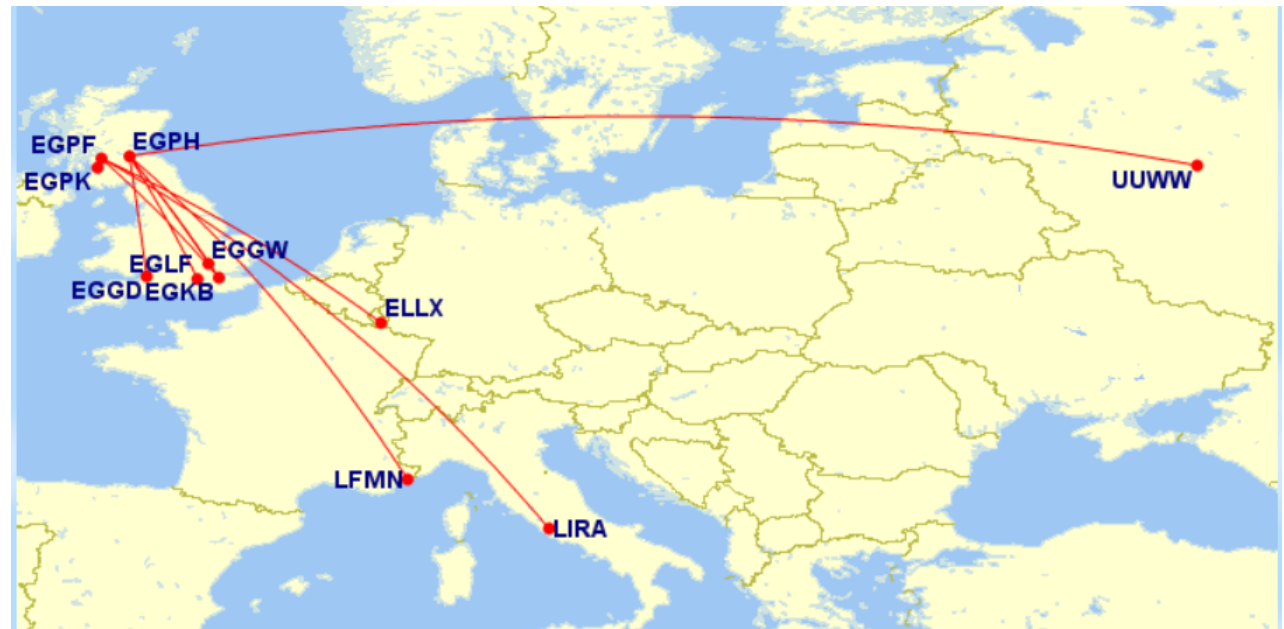 EGPF
EGPH
EGPK
UUWW
EGGW
EGLF
EGGD
EGKB
ELLX
LFMN
LIRA